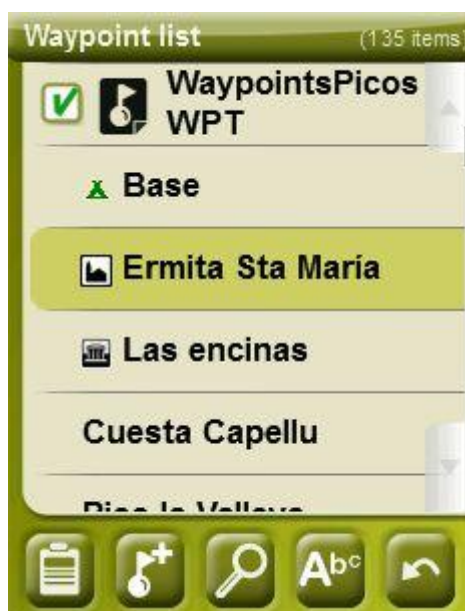 Waypoint list (135 items)
WaypointsPicos
WPT
Base
Ermita Sta María
Las encinas
Cuesta Capellu
Abc